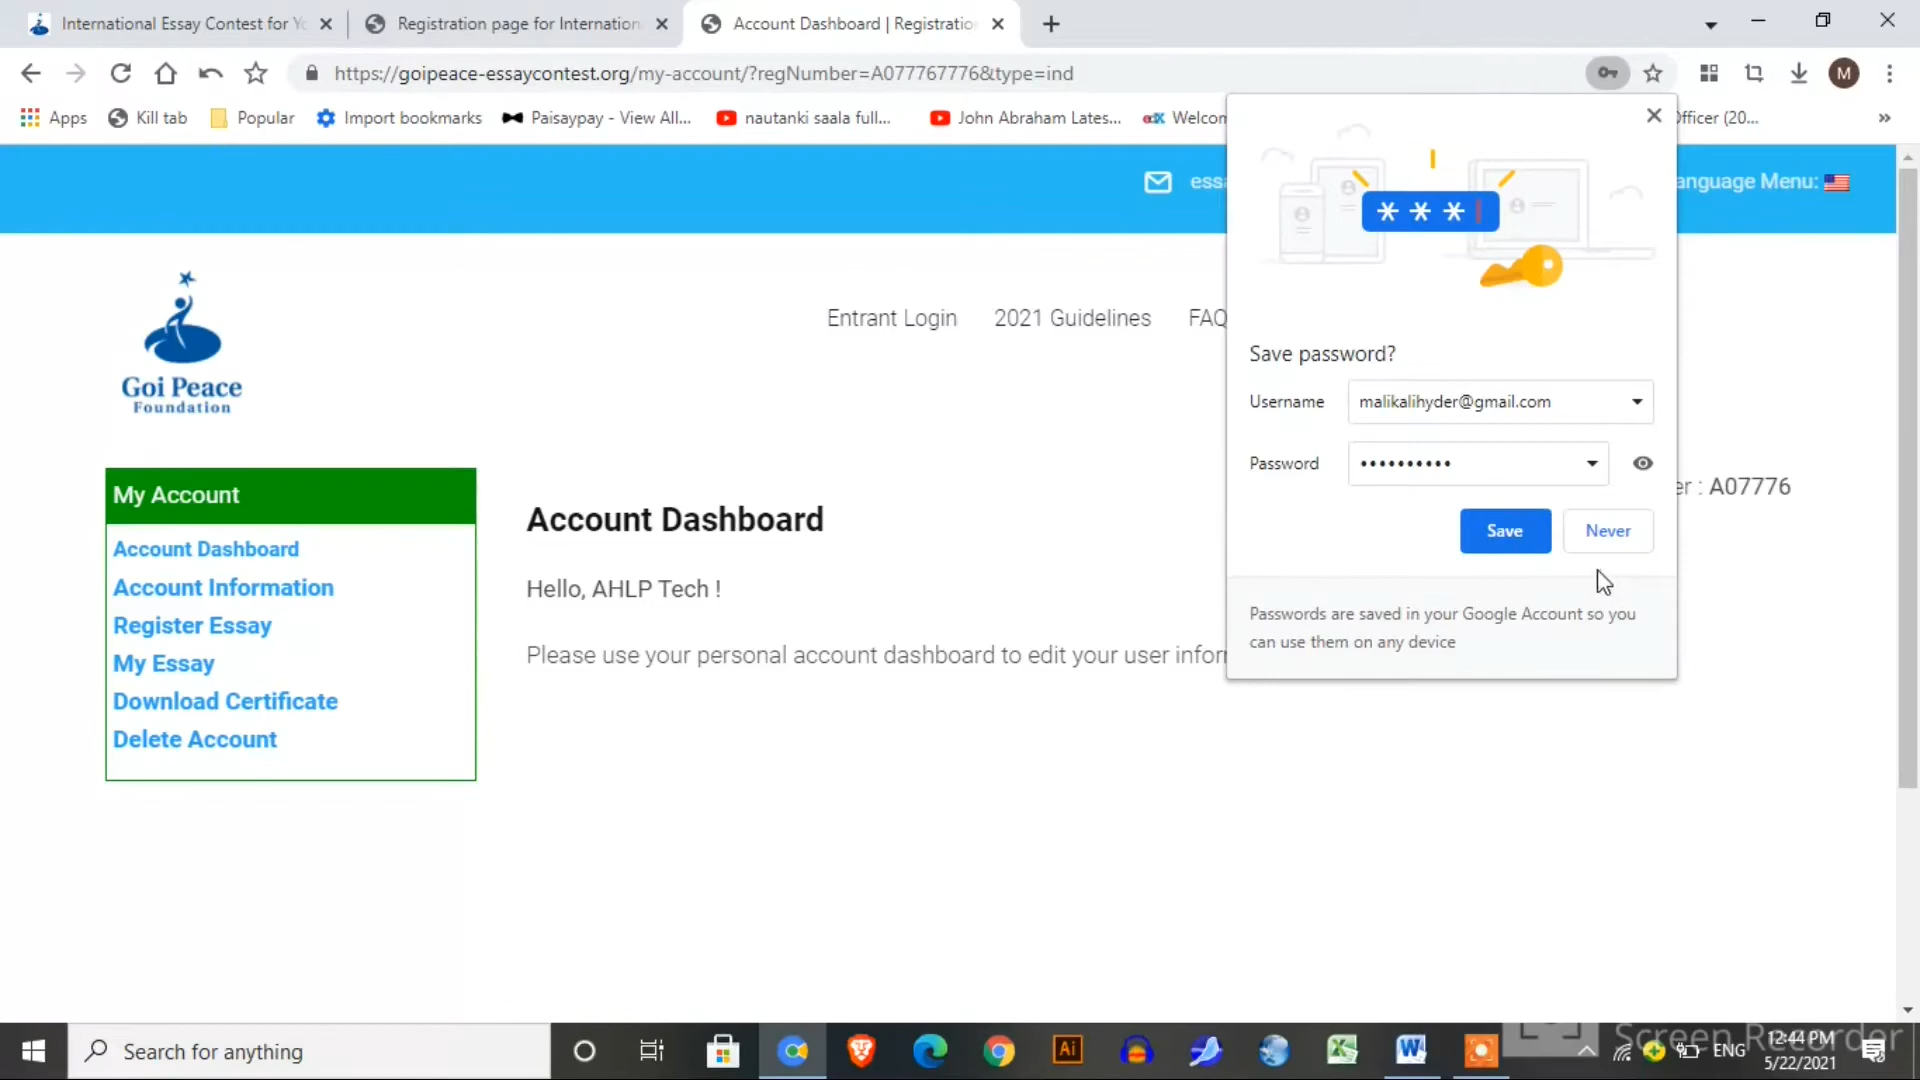 International Essay Contest for Yo
Registration page for Internation
Account Dashboard | Registratio
https://goipeace-essaycontest.org/my-account/?regNumber=A077767776&type=ind
M
Apps
Kill tab
Popular
Import bookmarks
Paisaypay - View All...
nautanki saala full...
John Abraham Lates...
edX
Welcom
Officer (20...
»
essa
anguage Menu:
Goi Peace
Foundation
Entrant Login
2021 Guidelines
FAQ
* * *
Save password?
Username
malikalihyder@gmail.com
Password
••••••••••
Save
Never
Passwords are saved in your Google Account so you
can use them on any device
er : A07776
My Account
Account Dashboard
Account Information
Register Essay
My Essay
Download Certificate
Delete Account
Account Dashboard
Hello, AHLP Tech !
Please use your personal account dashboard to edit your user infor
Search for anything
Ai
ENG
12:44 PM
5/22/2021
Screen Recorder